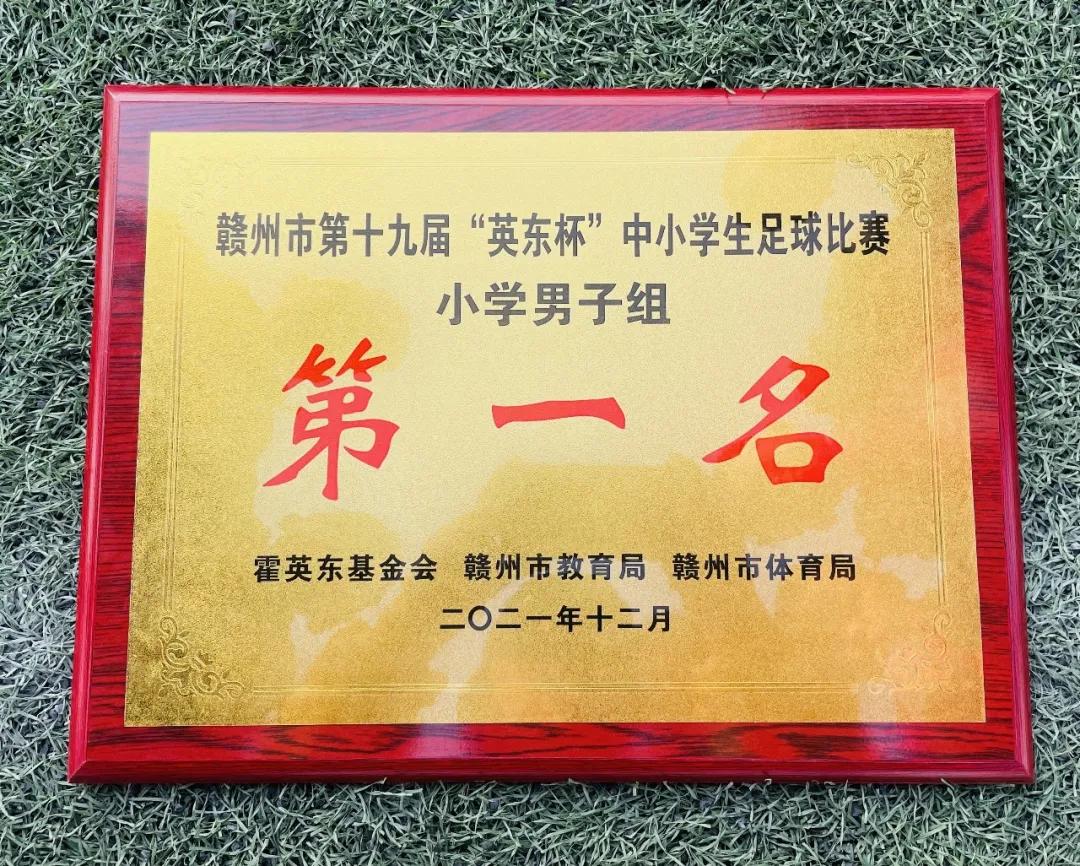 赣州市第十九届“英东杯”中小学生足球比赛
小学男子组
第一名
霍英东基金会 赣州市教育局 赣州市体育局
二〇二一年十二月